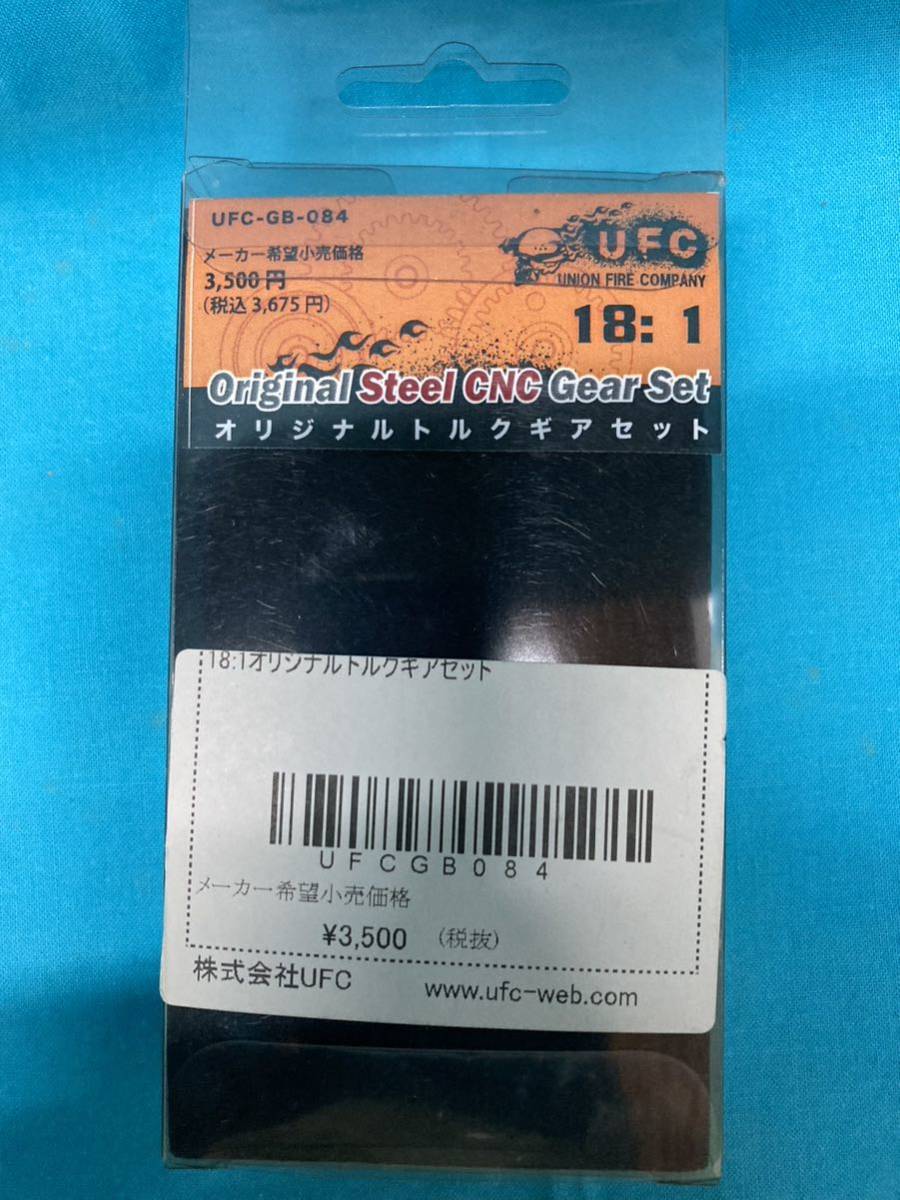 UFC-GB-084
メーカー希望小売価格
3,500円
(税込 3,675円)
UFC
UNION FIRE COMPANY
18: 1
Original Steel CNC Gear Set
オリジナルトルクギアセット
18:1オリジナルトルクギアセット
UFCGB084
メーカー希望小売価格
¥3,500 (税抜)
株式会社UFC www.ufc-web.com